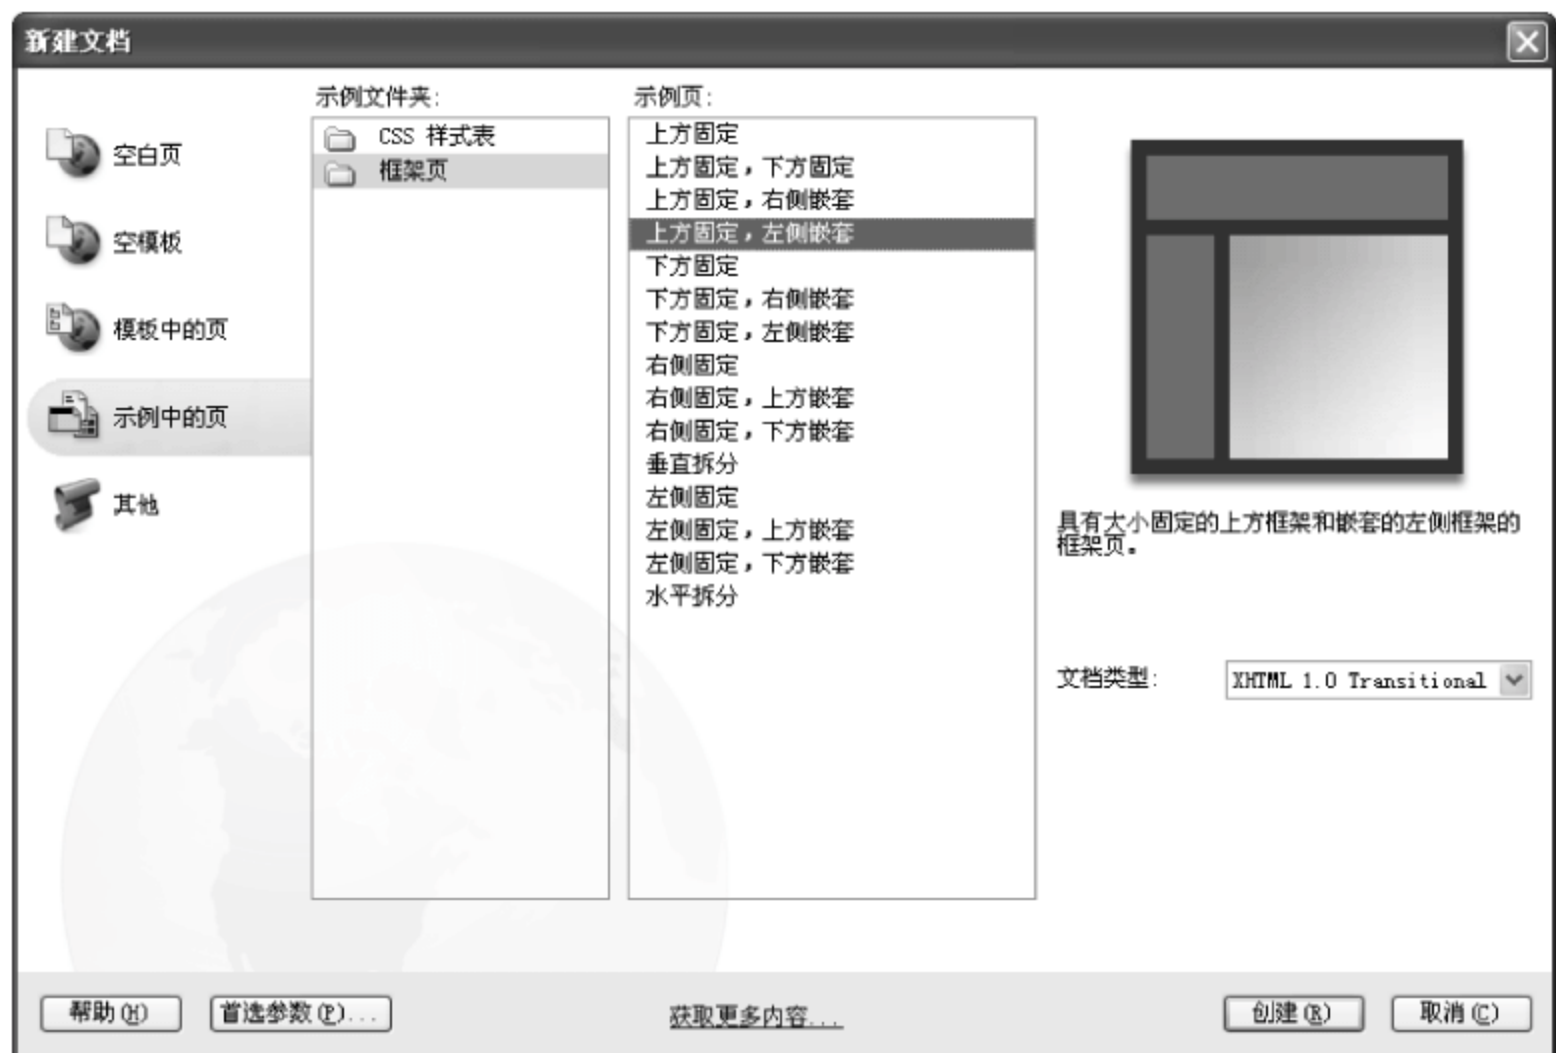 新建文档
空白页
空模板
模板中的页
示例中的页
其他
示例文件夹:
CSS 样式表
框架页
示例页:
上方固定
上方固定，下方固定
上方固定，右侧嵌套
上方固定，左侧嵌套
下方固定
下方固定，右侧嵌套
下方固定，左侧嵌套
右侧固定
右侧固定，上方嵌套
右侧固定，下方嵌套
垂直拆分
左侧固定
左侧固定，上方嵌套
左侧固定，下方嵌套
水平拆分
具有大小固定的上方框架和嵌套的左侧框架的
框架页。
文档类型: XHTML 1.0 Transitional
帮助(H) 首选参数(P)... 获取更多内容... 创建(R) 取消(C)